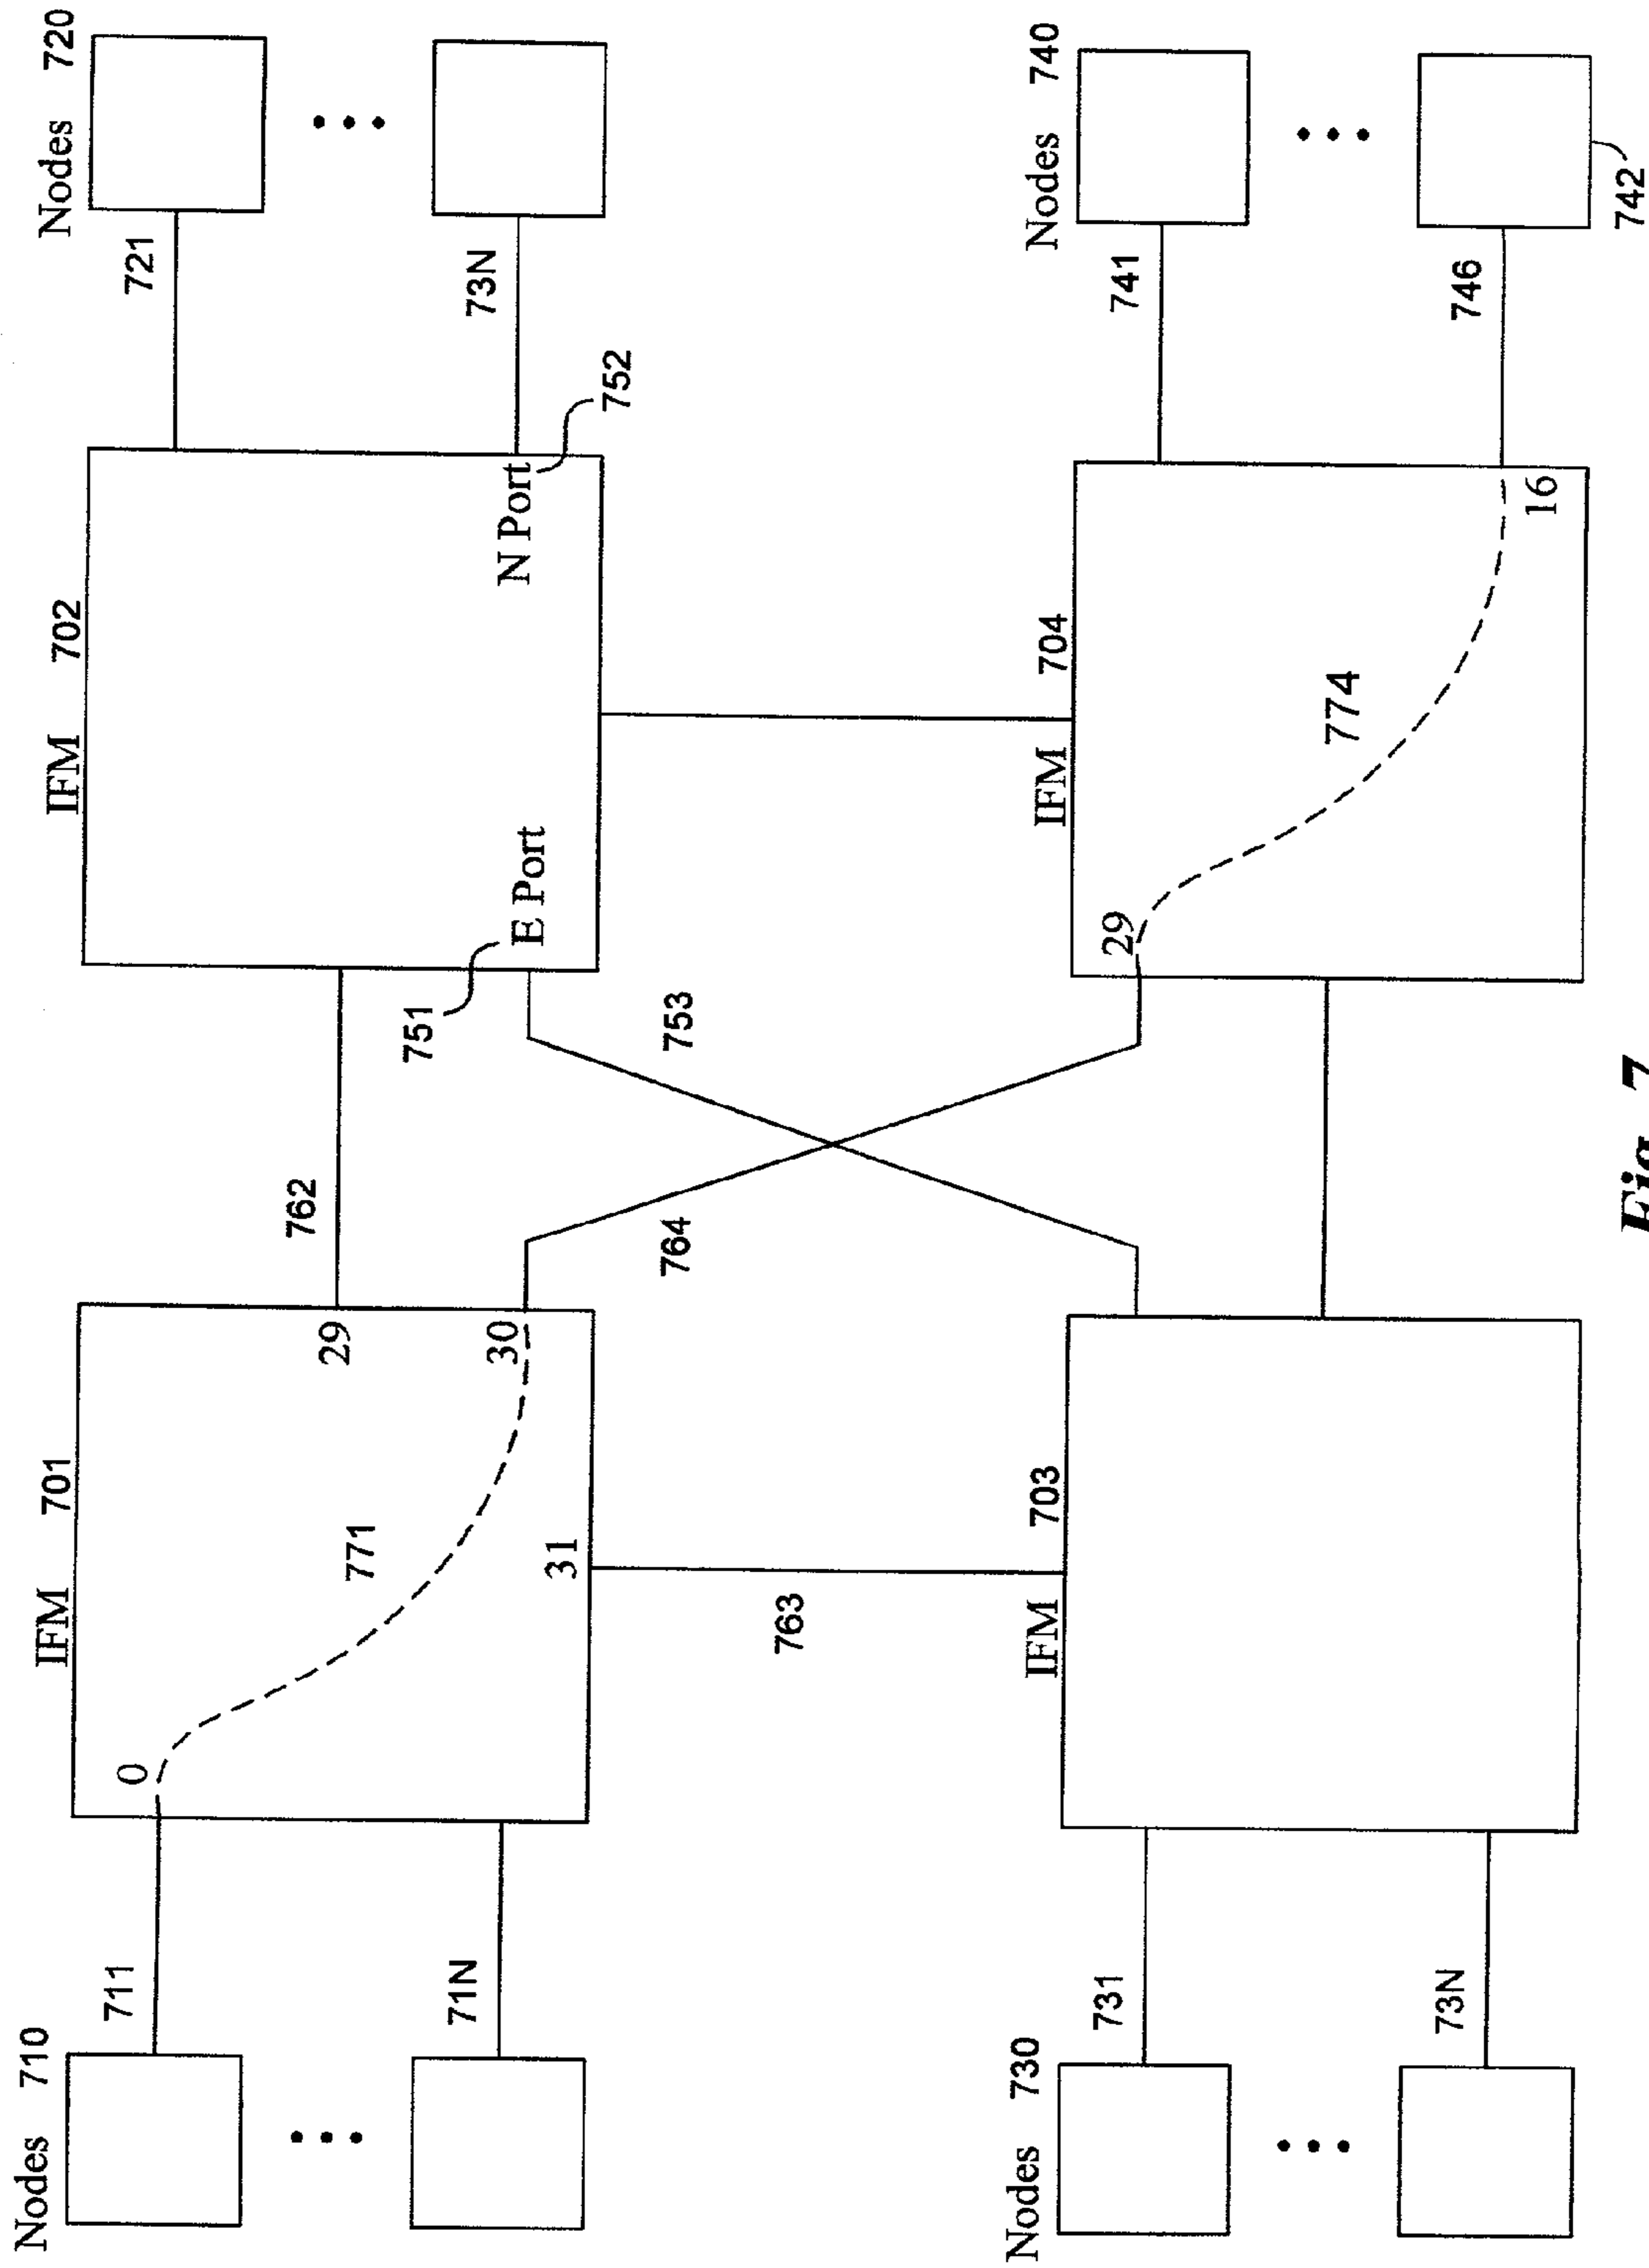 Nodes 710
711
71N
IFM 701
0
771
29
30
31
762
764
763
753
751
IFM 702
E Port
N Port
752
721
73N
Nodes 720
Nodes 730
731
73N
IFM 703
IFM 704
29
774
16
741
746
Nodes 740
742
Fig. 7